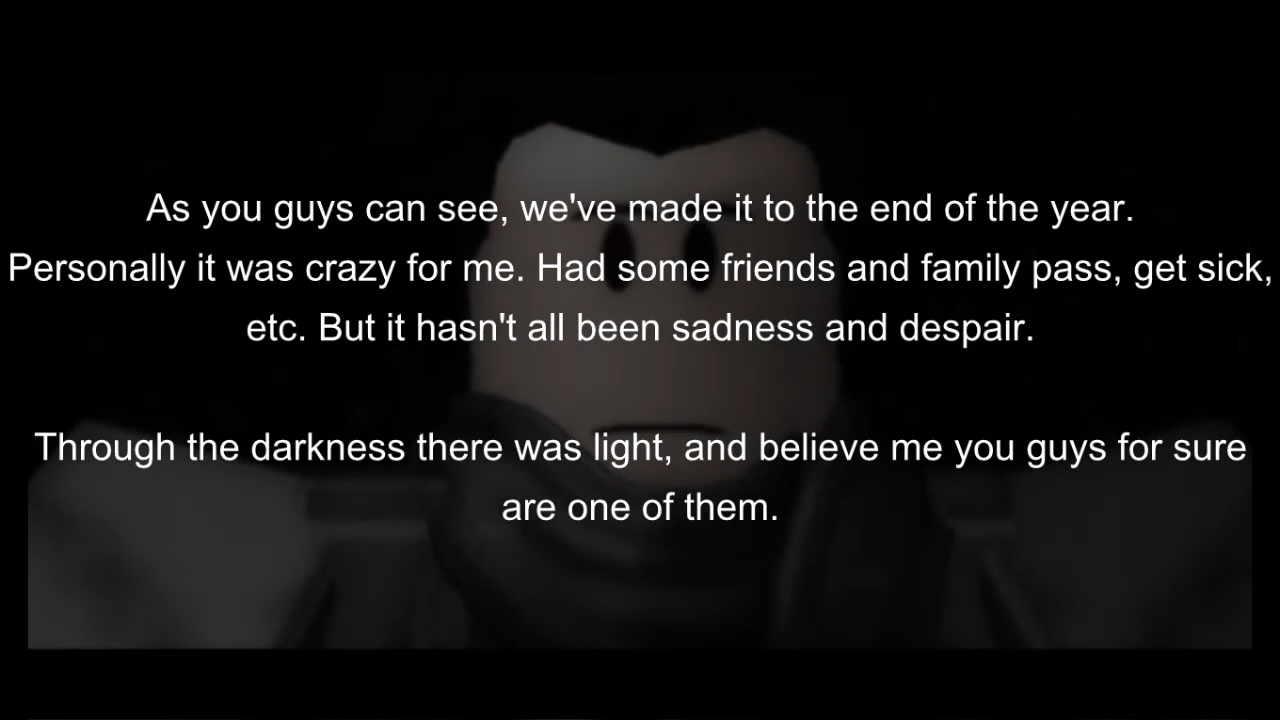 As you guys can see, we've made it to the end of the year.
Personally it was crazy for me. Had some friends and family pass, get sick,
etc. But it hasn't all been sadness and despair.
Through the darkness there was light, and believe me you guys for sure
are one of them.